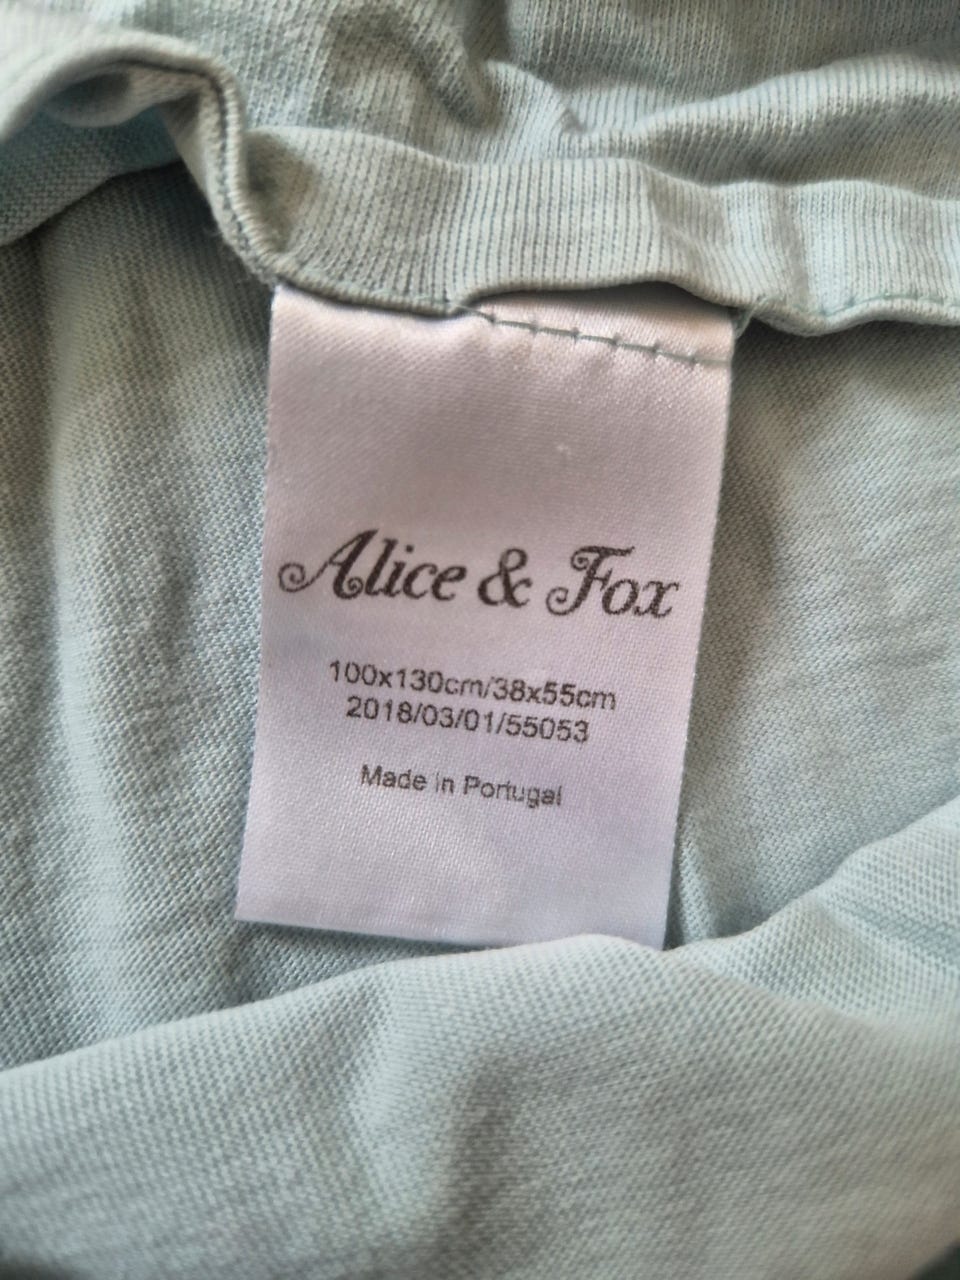 Alice & Fox
100x130cm/38x55cm
2018/03/01/55053
Made in Portugal